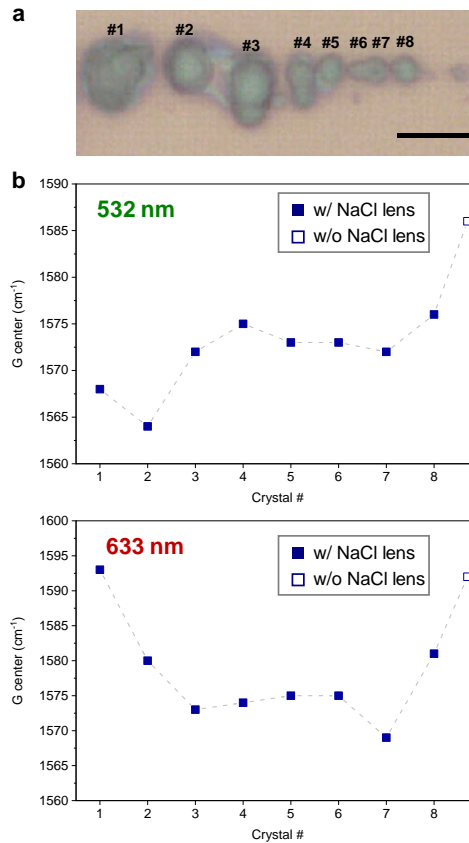 a
#1 #2 #3 #4 #5 #6 #7 #8
b
532 nm
w/ NaCl lens
w/o NaCl lens
G center (cm⁻¹)
1590
1585
1580
1575
1570
1565
1560
1 2 3 4 5 6 7 8
Crystal #
633 nm
w/ NaCl lens
w/o NaCl lens
G center (cm⁻¹)
1600
1595
1590
1585
1580
1575
1570
1565
1560
1 2 3 4 5 6 7 8
Crystal #